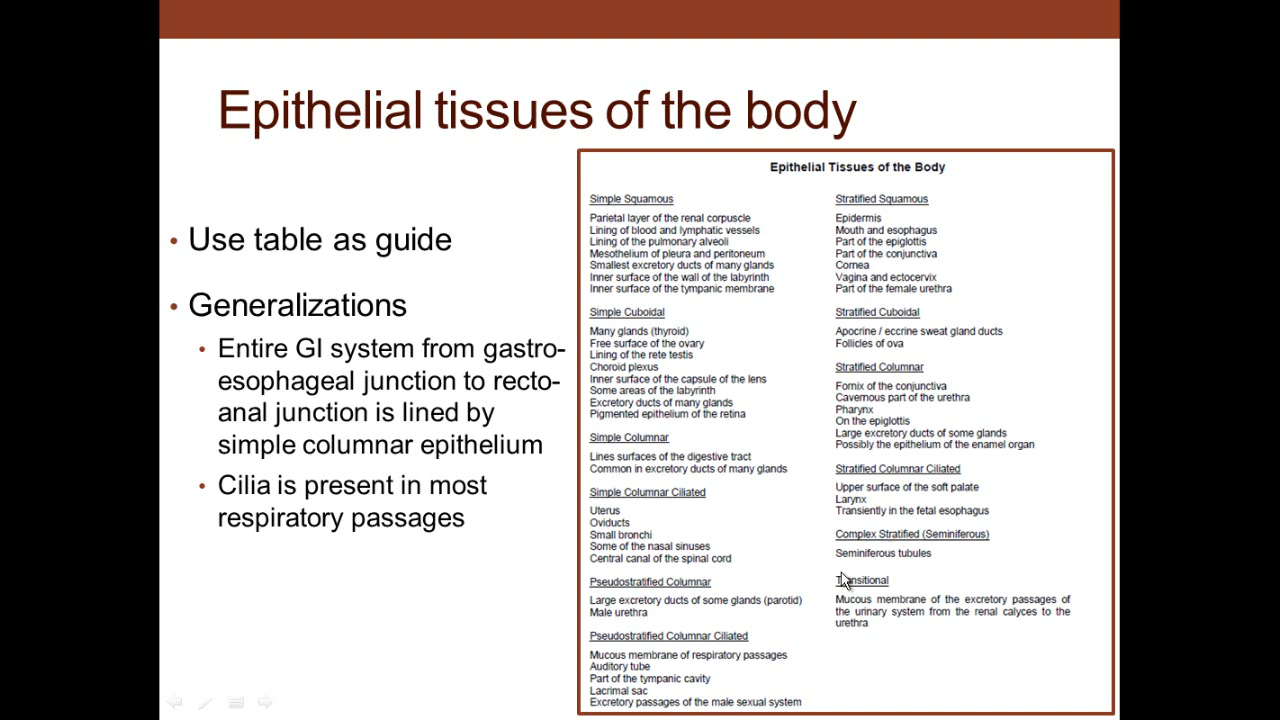 Epithelial tissues of the body
• Use table as guide
• Generalizations
• Entire GI system from gastro-
esophageal junction to recto-
anal junction is lined by
simple columnar epithelium
• Cilia is present in most
respiratory passages
Epithelial Tissues of the Body
Simple Squamous
Parietal layer of the renal corpuscle
Lining of blood and lymphatic vessels
Lining of the pulmonary alveoli
Mesothelium of pleura and peritoneum
Smallest excretory ducts of many glands
Inner surface of the wall of the labyrinth
Inner surface of the tympanic membrane
Simple Cuboidal
Many glands (thyroid)
Free surface of the ovary
Lining of the rete testis
Choroid plexus
Inner surface of the capsule of the lens
Some areas of the labyrinth
Excretory ducts of many glands
Pigmented epithelium of the retina
Simple Columnar
Lines surfaces of the digestive tract
Common in excretory ducts of many glands
Simple Columnar Ciliated
Uterus
Oviducts
Small bronchi
Some of the nasal sinuses
Central canal of the spinal cord
Pseudostratified Columnar
Large excretory ducts of some glands (parotid)
Male urethra
Pseudostratified Columnar Ciliated
Mucous membrane of respiratory passages
Auditory tube
Part of the tympanic cavity
Lacrimal sac
Excretory passages of the male sexual system
Stratified Squamous
Epidermis
Mouth and esophagus
Part of the epiglottis
Part of the conjunctiva
Cornea
Vagina and ectocervix
Part of the female urethra
Stratified Cuboidal
Apocrine / eccrine sweat gland ducts
Follicles of ova
Stratified Columnar
Fornix of the conjunctiva
Cavernous part of the urethra
Pharynx
On the epiglottis
Large excretory ducts of some glands
Possibly the epithelium of the enamel organ
Stratified Columnar Ciliated
Upper surface of the soft palate
Larynx
Transiently in the fetal esophagus
Complex Stratified (Seminiferous)
Seminiferous tubules
Transitional
Mucous membrane of the excretory passages of
the urinary system from the renal calyces to the
urethra